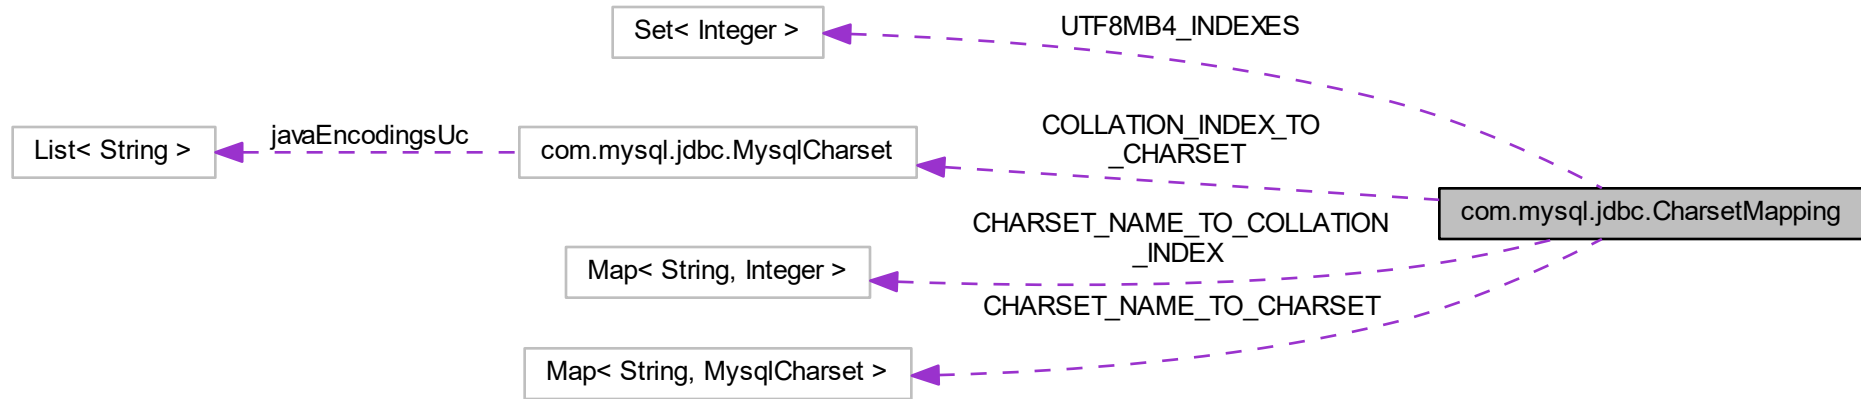 Set< Integer >
UTF8MB4_INDEXES
List< String >
javaEncodingsUc
com.mysql.jdbc.MysqlCharset
COLLATION_INDEX_TO
_CHARSET
com.mysql.jdbc.CharsetMapping
CHARSET_NAME_TO_COLLATION
_INDEX
Map< String, Integer >
CHARSET_NAME_TO_CHARSET
Map< String, MysqlCharset >